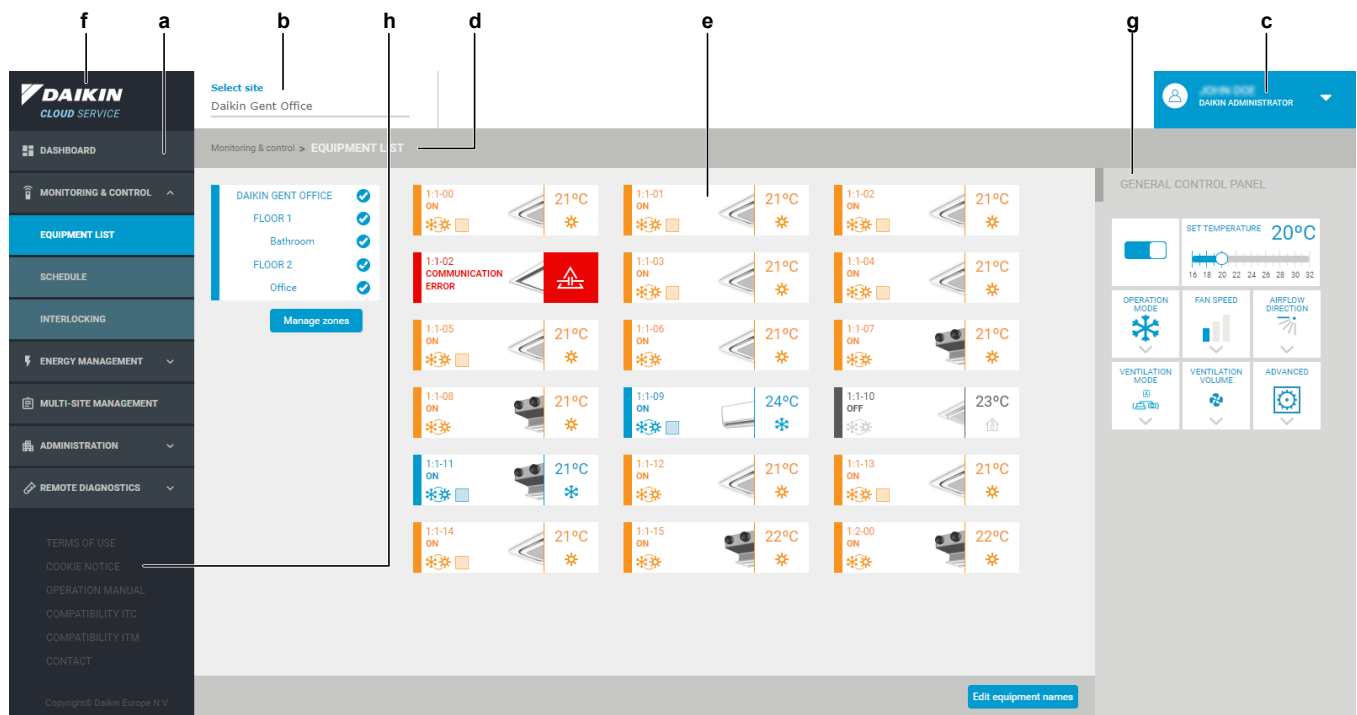 f a b h d e g c
DAIKIN
CLOUD SERVICE
Select site
Daikin Gent Office
JOHN DOE
DAIKIN ADMINISTRATOR
DASHBOARD
MONITORING & CONTROL
EQUIPMENT LIST
SCHEDULE
INTERLOCKING
ENERGY MANAGEMENT
MULTI-SITE MANAGEMENT
ADMINISTRATION
REMOTE DIAGNOSTICS
TERMS OF USE
COOKIE NOTICE
OPERATION MANUAL
COMPATIBILITY ITC
COMPATIBILITY ITM
CONTACT
Copyright© Daikin Europe N.V.
Monitoring & control > EQUIPMENT LIST
DAIKIN GENT OFFICE
FLOOR 1
Bathroom
FLOOR 2
Office
Manage zones
1:1-00
ON
21°C
1:1-01
ON
21°C
1:1-02
ON
21°C
1:1-02
COMMUNICATION
ERROR
1:1-03
ON
21°C
1:1-04
ON
21°C
1:1-05
ON
21°C
1:1-06
ON
21°C
1:1-07
ON
21°C
1:1-08
ON
21°C
1:1-09
ON
24°C
1:1-10
OFF
23°C
1:1-11
ON
21°C
1:1-12
ON
21°C
1:1-13
ON
21°C
1:1-14
ON
21°C
1:1-15
ON
22°C
1:2-00
ON
22°C
Edit equipment names
GENERAL CONTROL PANEL
SET TEMPERATURE 20°C
16 18 20 22 24 26 28 30 32
OPERATION
MODE
FAN SPEED
AIRFLOW
DIRECTION
VENTILATION
MODE
VENTILATION
VOLUME
ADVANCED